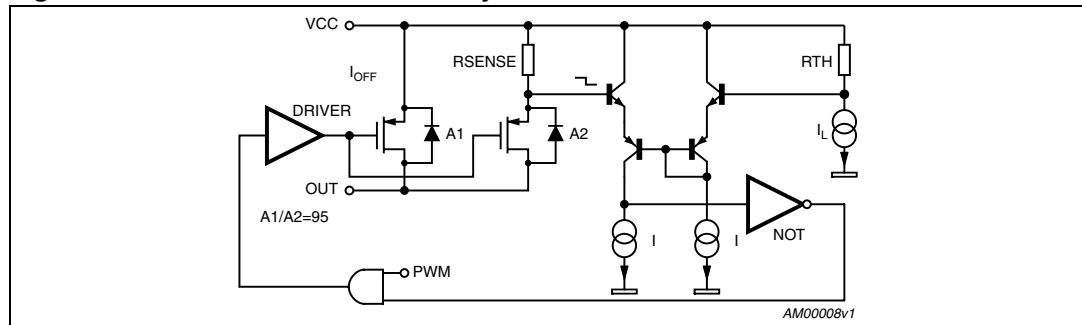 VCC
IOFF
RSENSE
RTH
DRIVER
A1
A2
IL
OUT
A1/A2=95
I
I
NOT
PWM
AM00008v1